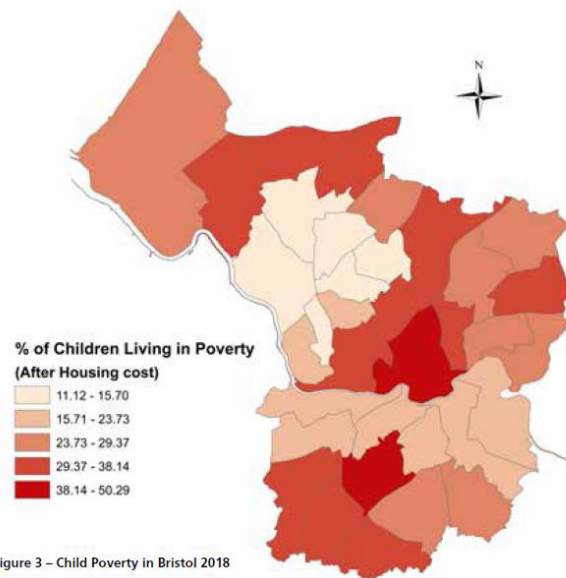 N
% of Children Living in Poverty
(After Housing cost)
11.12 - 15.70
15.71 - 23.73
23.73 - 29.37
29.37 - 38.14
38.14 - 50.29
igure 3 – Child Poverty in Bristol 2018